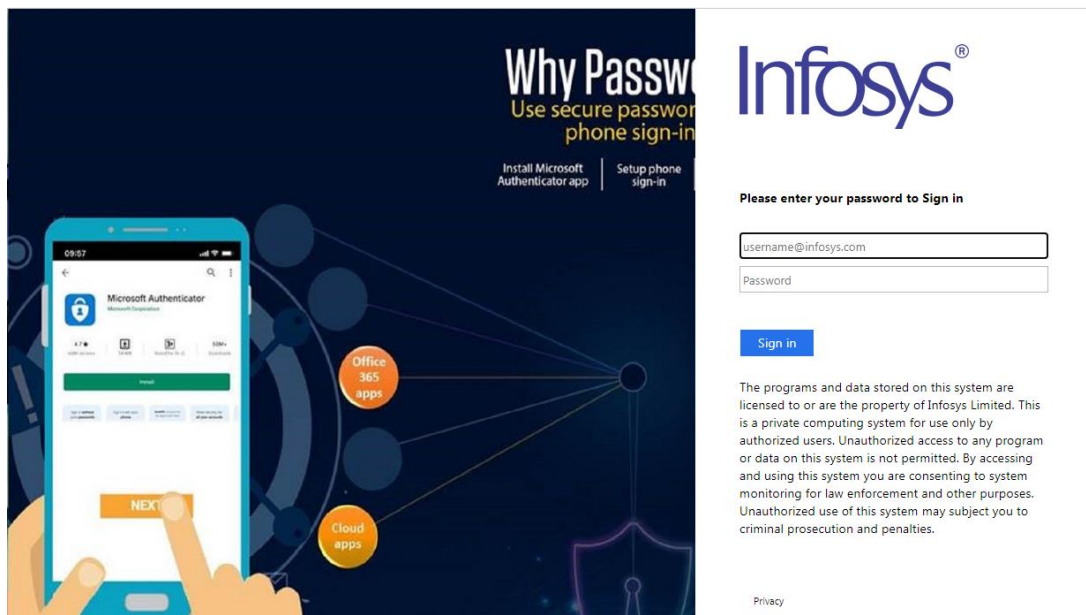 Why Passwo
Use secure passwor
phone sign-in
Install Microsoft
Authenticator app
Setup phone
sign-in
09:57
Microsoft Authenticator
Microsoft Corporation
4.7
50M+
Install
NEXT
Office
365
apps
Cloud
apps
Infosys®
Please enter your password to Sign in
username@infosys.com
Password
Sign in
The programs and data stored on this system are
licensed to or are the property of Infosys Limited. This
is a private computing system for use only by
authorized users. Unauthorized access to any program
or data on this system is not permitted. By accessing
and using this system you are consenting to system
monitoring for law enforcement and other purposes.
Unauthorized use of this system may subject you to
criminal prosecution and penalties.
Privacy